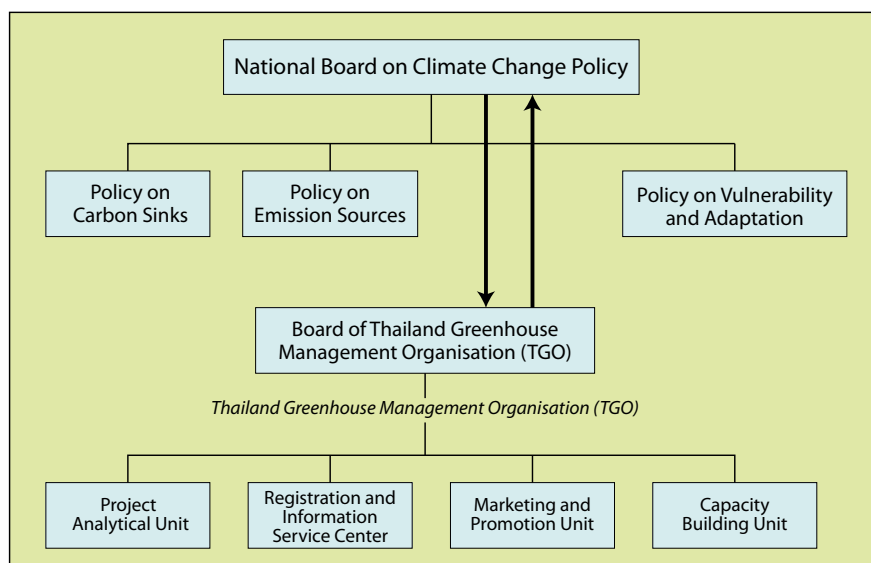 National Board on Climate Change Policy
Policy on
Carbon Sinks
Policy on
Emission Sources
Policy on Vulnerability
and Adaptation
Board of Thailand Greenhouse
Management Organisation (TGO)
Thailand Greenhouse Management Organisation (TGO)
Project
Analytical Unit
Registration and
Information
Service Center
Marketing and
Promotion Unit
Capacity
Building Unit